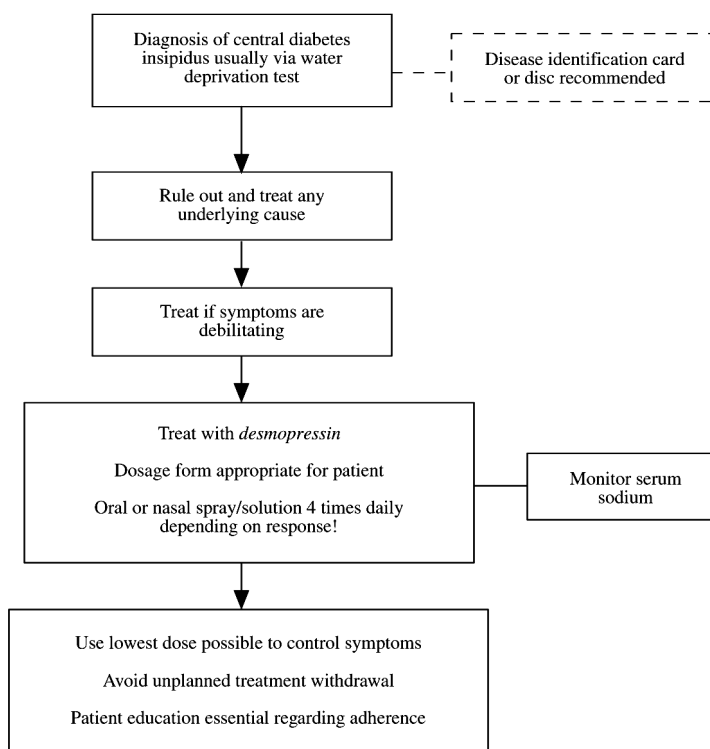 Diagnosis of central diabetes
insipidus usually via water
deprivation test
Disease identification card
or disc recommended
Rule out and treat any
underlying cause
Treat if symptoms are
debilitating
Treat with desmopressin
Dosage form appropriate for patient
Oral or nasal spray/solution 4 times daily
depending on response!
Monitor serum
sodium
Use lowest dose possible to control symptoms
Avoid unplanned treatment withdrawal
Patient education essential regarding adherence